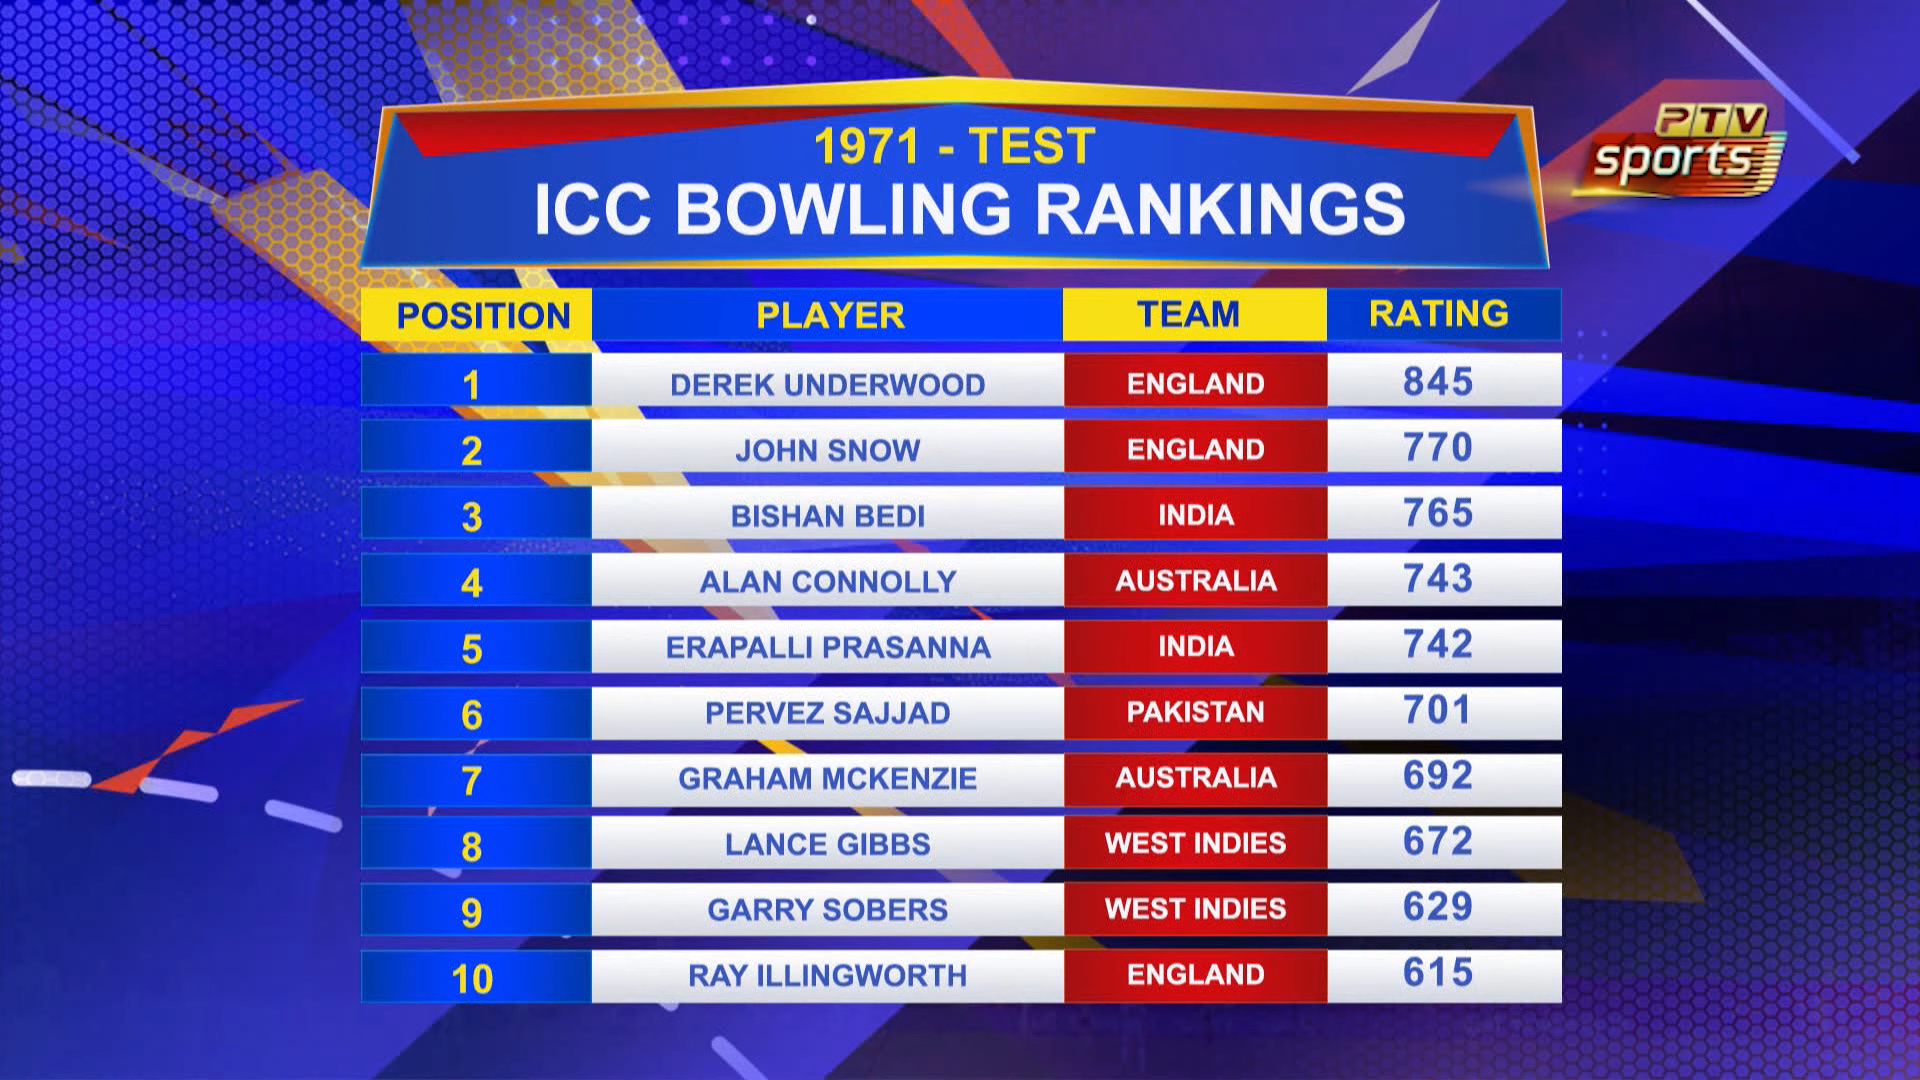 1971 - TEST
ICC BOWLING RANKINGS
PTV
sports
POSITION PLAYER TEAM RATING
1 DEREK UNDERWOOD ENGLAND 845
2 JOHN SNOW ENGLAND 770
3 BISHAN BEDI INDIA 765
4 ALAN CONNOLLY AUSTRALIA 743
5 ERAPALLI PRASANNA INDIA 742
6 PERVEZ SAJJAD PAKISTAN 701
7 GRAHAM MCKENZIE AUSTRALIA 692
8 LANCE GIBBS WEST INDIES 672
9 GARRY SOBERS WEST INDIES 629
10 RAY ILLINGWORTH ENGLAND 615